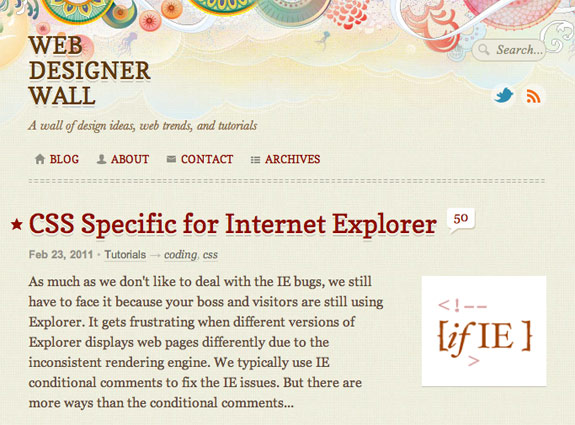 WEB
DESIGNER
WALL
Search...
A wall of design ideas, web trends, and tutorials
BLOG ABOUT CONTACT ARCHIVES
CSS Specific for Internet Explorer 50
Feb 23, 2011 • Tutorials → coding, css
As much as we don't like to deal with the IE bugs, we still
have to face it because your boss and visitors are still using
Explorer. It gets frustrating when different versions of
Explorer displays web pages differently due to the
inconsistent rendering engine. We typically use IE
conditional comments to fix the IE issues. But there are
more ways than the conditional comments...
<!--
[if IE ]
>